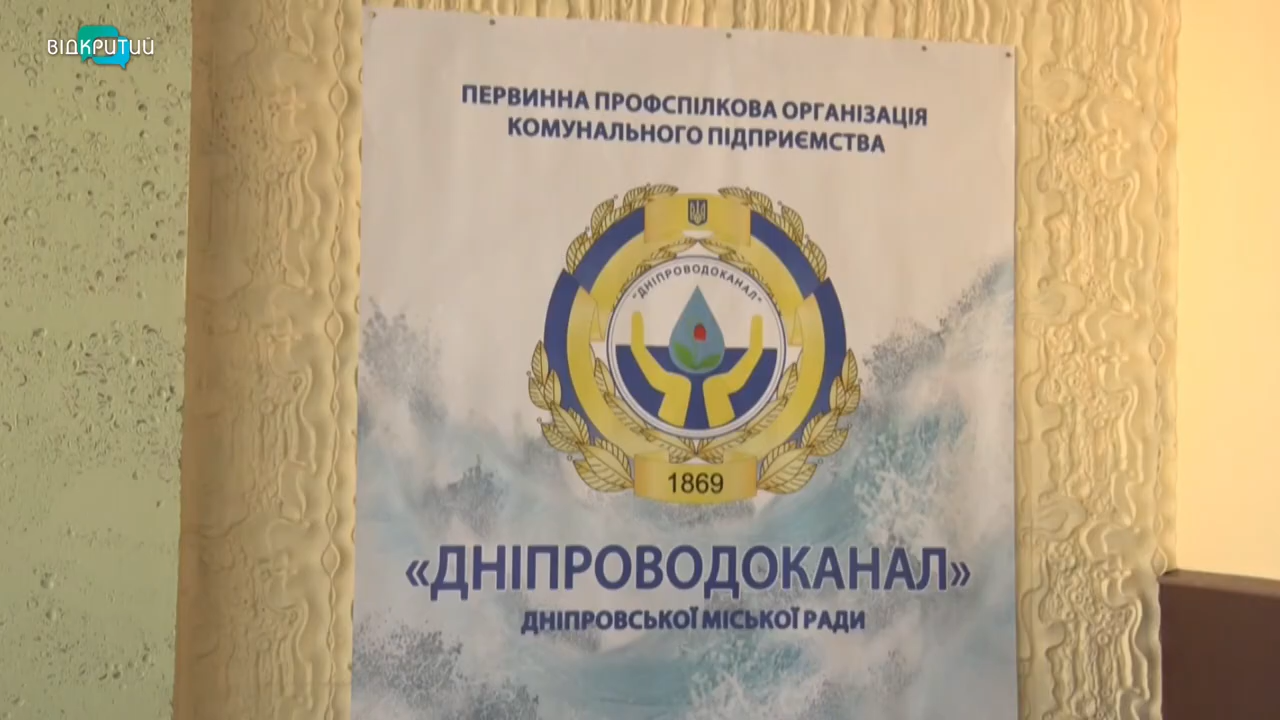 ВІДКРИТИЙ
ПЕРВИННА ПРОФСПІЛКОВА ОРГАНІЗАЦІЯ
КОМУНАЛЬНОГО ПІДПРИЄМСТВА
"ДНІПРОВОДОКАНАЛ"
1869
«ДНІПРОВОДОКАНАЛ»
ДНІПРОВСЬКОЇ МІСЬКОЇ РАДИ